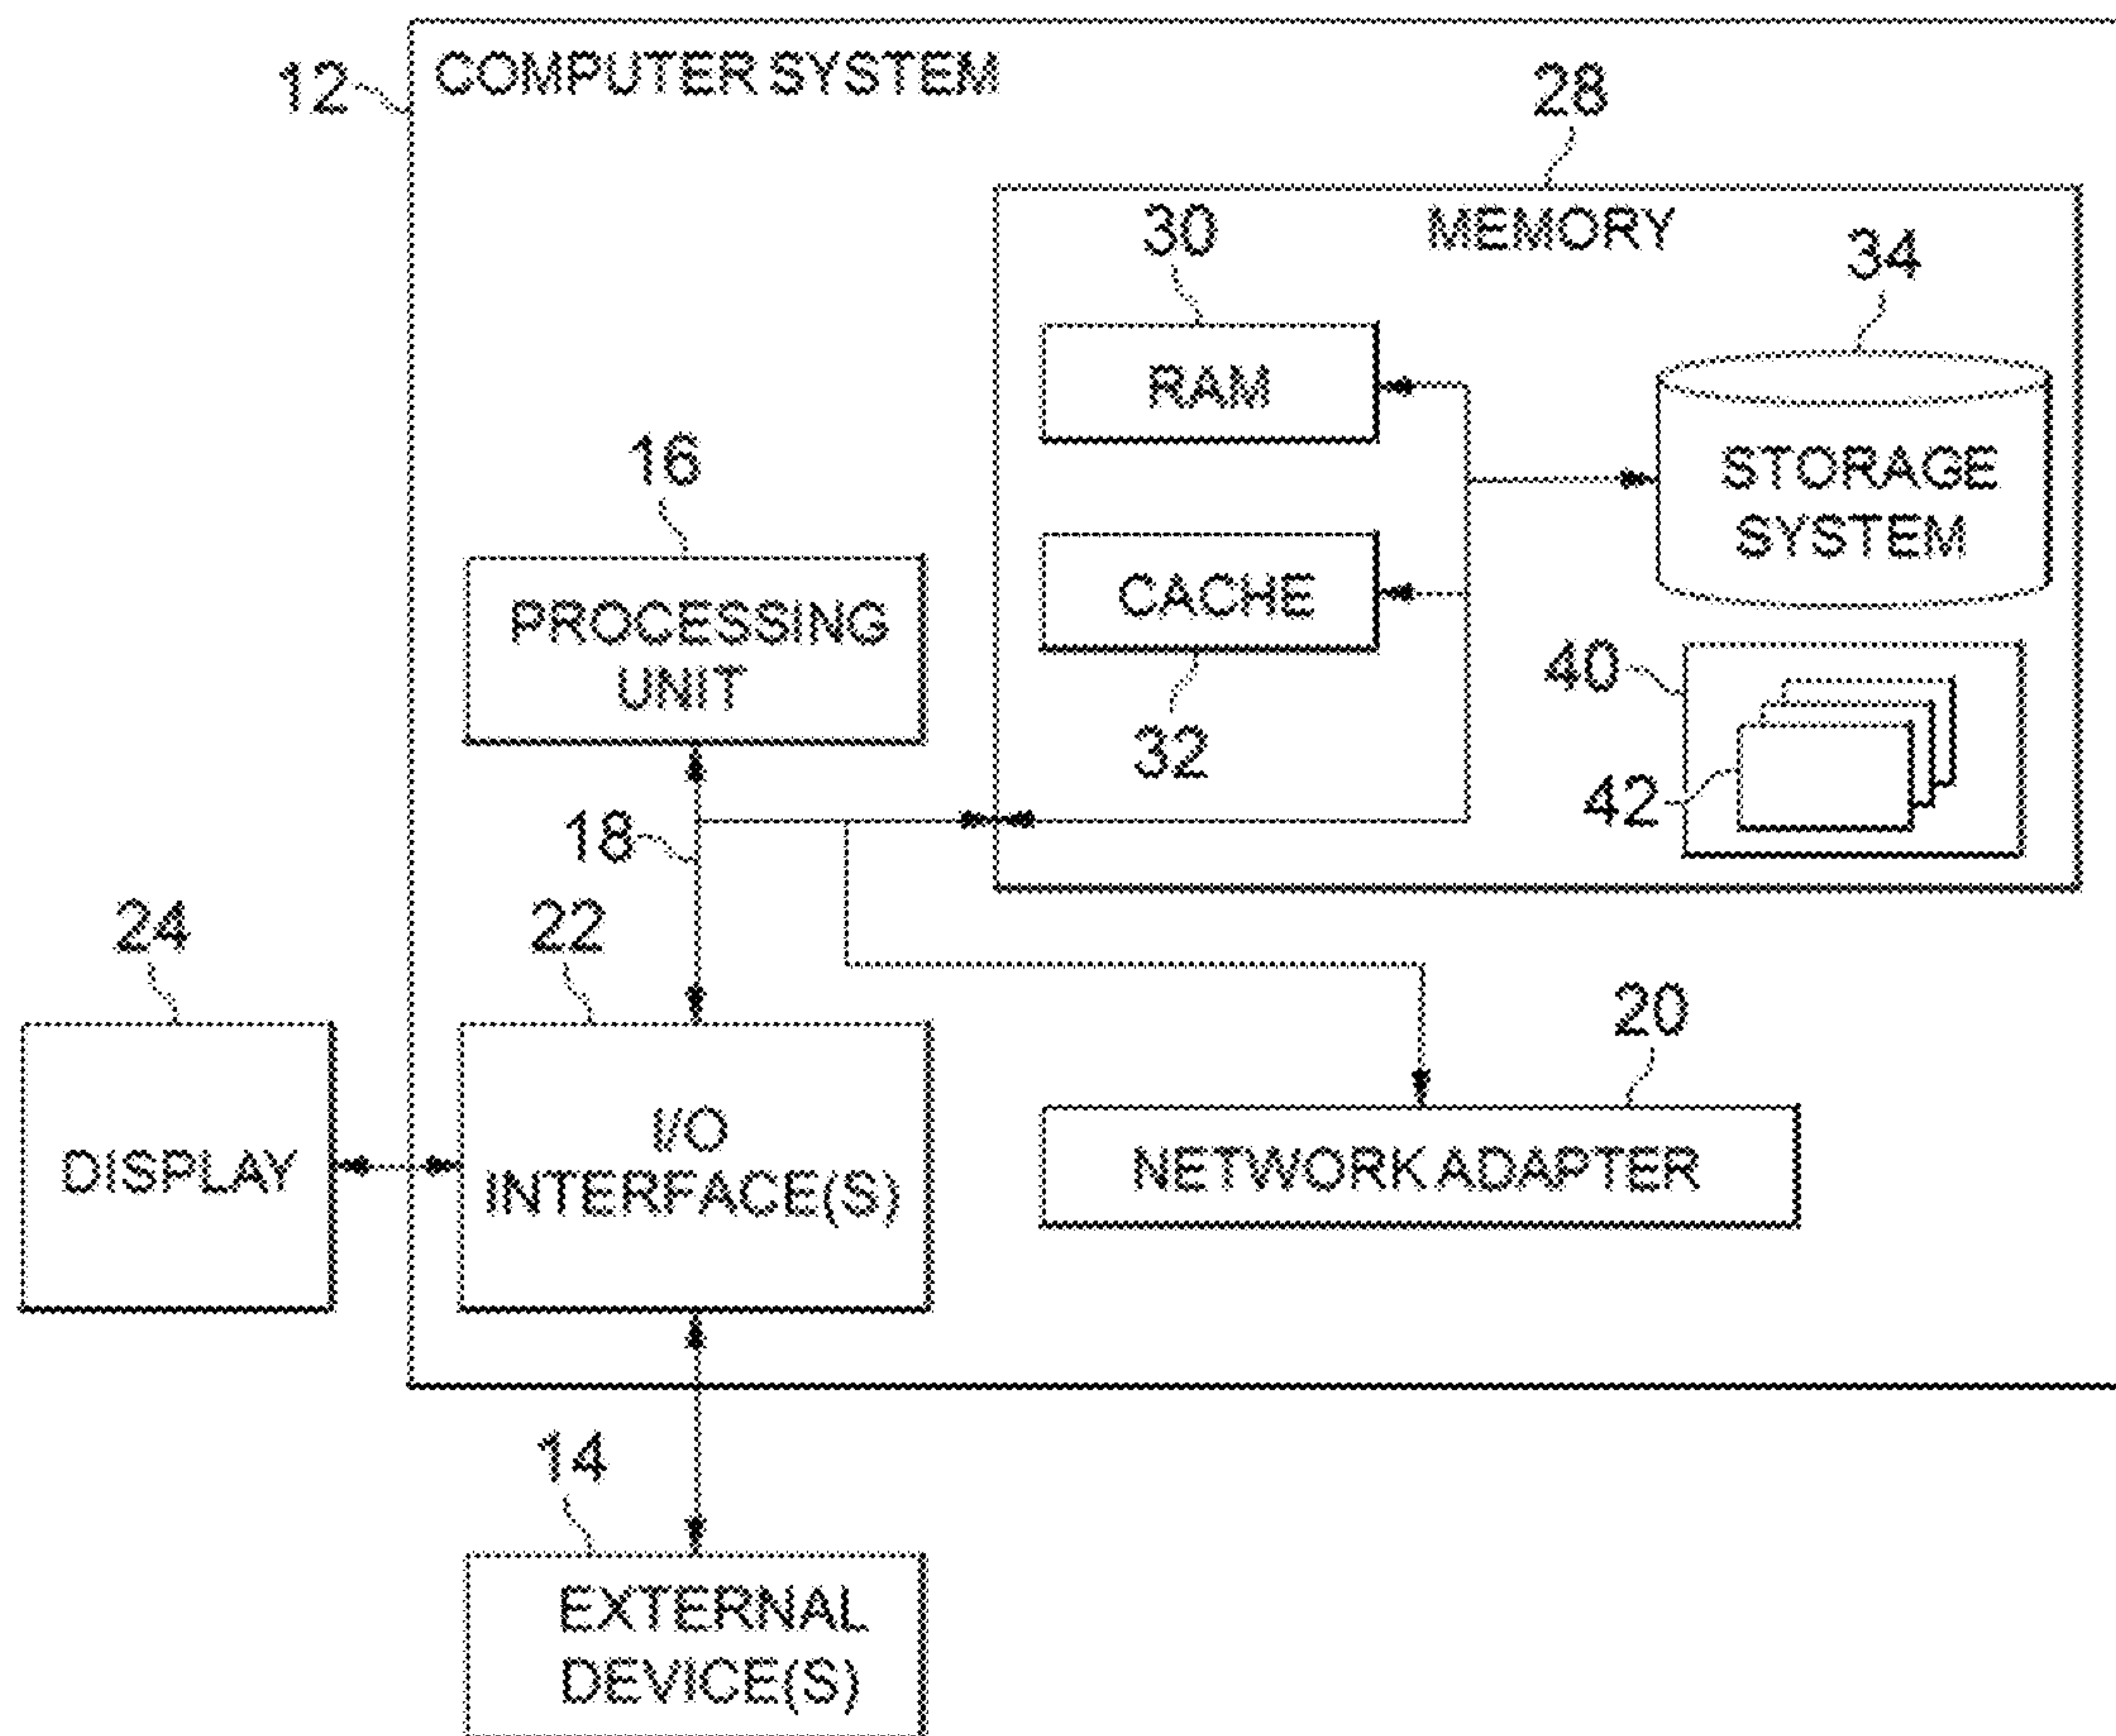 12
COMPUTER SYSTEM
28
MEMORY
30
34
RAM
STORAGE
SYSTEM
16
PROCESSING
UNIT
CACHE
32
40
42
18
24
22
20
DISPLAY
I/O
INTERFACE(S)
NETWORK ADAPTER
14
EXTERNAL
DEVICE(S)